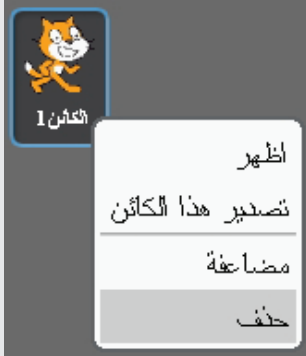 الكائن1
اظهر
تصدير هذا الكائن
مضاعفة
حذف